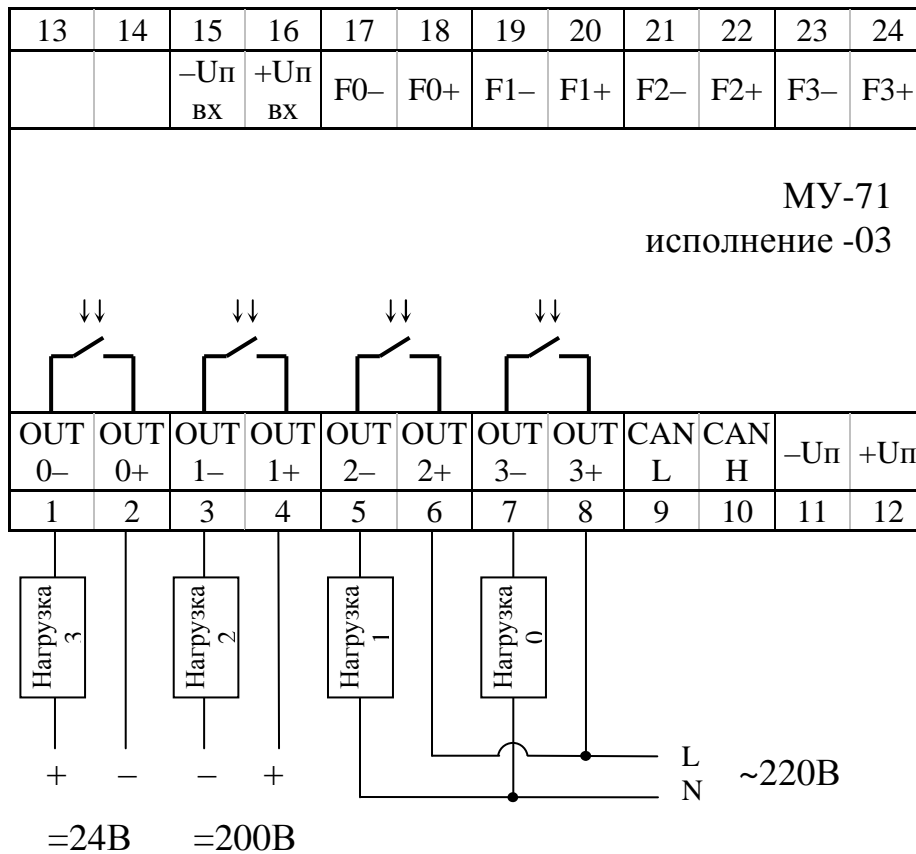 13 14 15 16 17 18 19 20 21 22 23 24
–Uп +Uп
вх вх
F0– F0+ F1– F1+ F2– F2+ F3– F3+
МУ-71
исполнение -03
OUT OUT OUT OUT OUT OUT OUT OUT CAN CAN
0– 0+ 1– 1+ 2– 2+ 3– 3+ L H
–Uп +Uп
1 2 3 4 5 6 7 8 9 10 11 12
Нагрузка
3
Нагрузка
2
Нагрузка
1
Нагрузка
0
+ – – +
L
N
~220В
=24В =200В